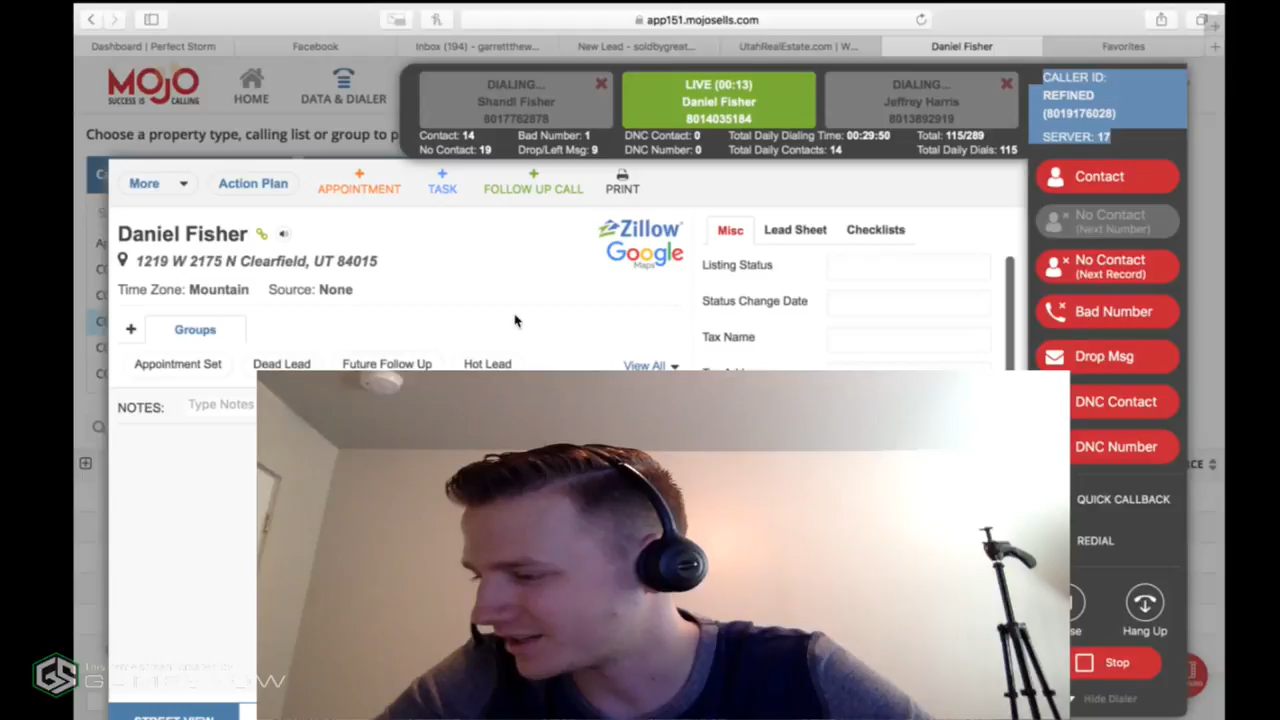 app151.mojosells.com
Dashboard | Perfect Storm
Facebook
Inbox (194) - garrettthew...
New Lead - soldbygreat...
UtahRealEstate.com | W...
Daniel Fisher
Favorites
MOJO
SUCCESS IS CALLING
HOME
DATA & DIALER
DIALING...
Shandl Fisher
8017762878
LIVE (00:13)
Daniel Fisher
8014035184
DIALING...
Jeffrey Harris
8013892919
CALLER ID:
REFINED
(8019176028)
SERVER: 17
Contact: 14
Bad Number: 1
DNC Contact: 0
Total Daily Dialing Time: 00:29:50
Total: 115/289
No Contact: 19
Drop/Left Msg: 9
DNC Number: 0
Total Daily Contacts: 14
Total Daily Dials: 115
Choose a property type, calling list or group to p
More
Action Plan
APPOINTMENT
TASK
FOLLOW UP CALL
PRINT
Daniel Fisher
1219 W 2175 N Clearfield, UT 84015
Time Zone: Mountain
Source: None
Zillow
Google
Maps
Groups
Appointment Set
Dead Lead
Future Follow Up
Hot Lead
View All
NOTES:
Type Notes
Misc
Lead Sheet
Checklists
Listing Status
Status Change Date
Tax Name
Contact
No Contact
(Next Number)
No Contact
(Next Record)
Bad Number
Drop Msg
DNC Contact
DNC Number
QUICK CALLBACK
REDIAL
Hang Up
Stop
Hide Dialer
STREET VIEW